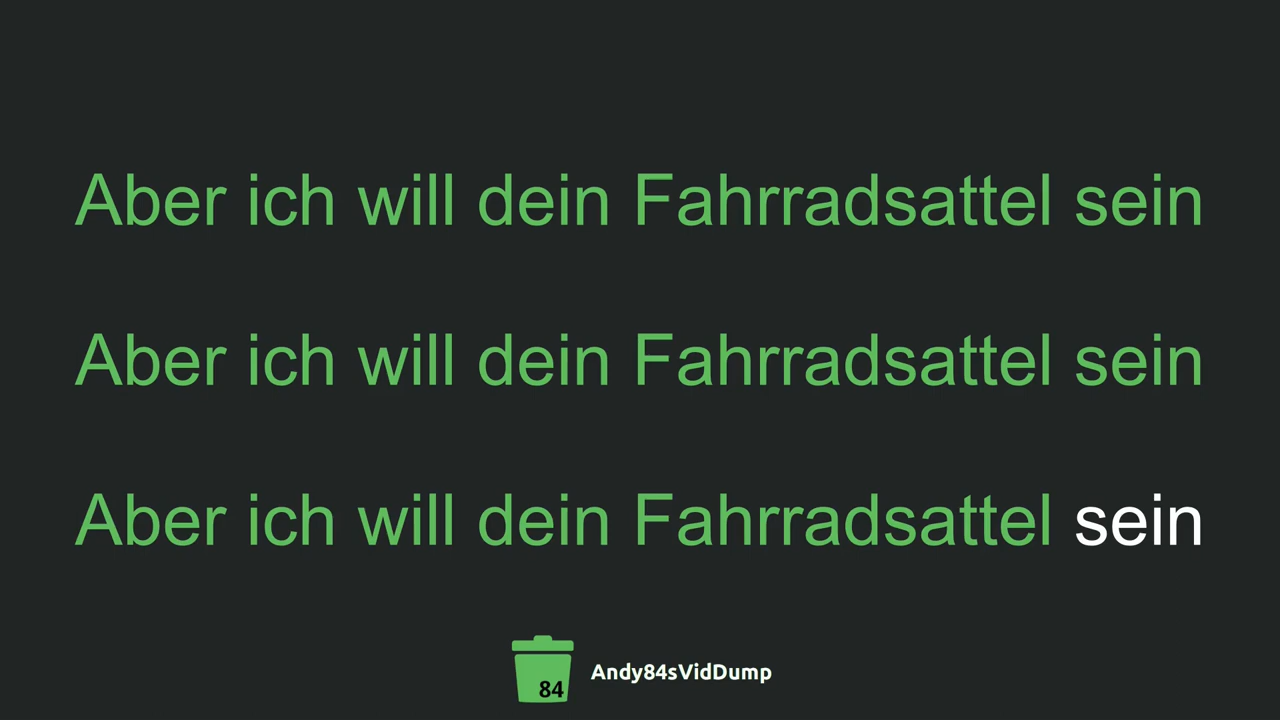 Aber ich will dein Fahrradsattel sein
Aber ich will dein Fahrradsattel sein
Aber ich will dein Fahrradsattel sein
84
Andy84sVidDump